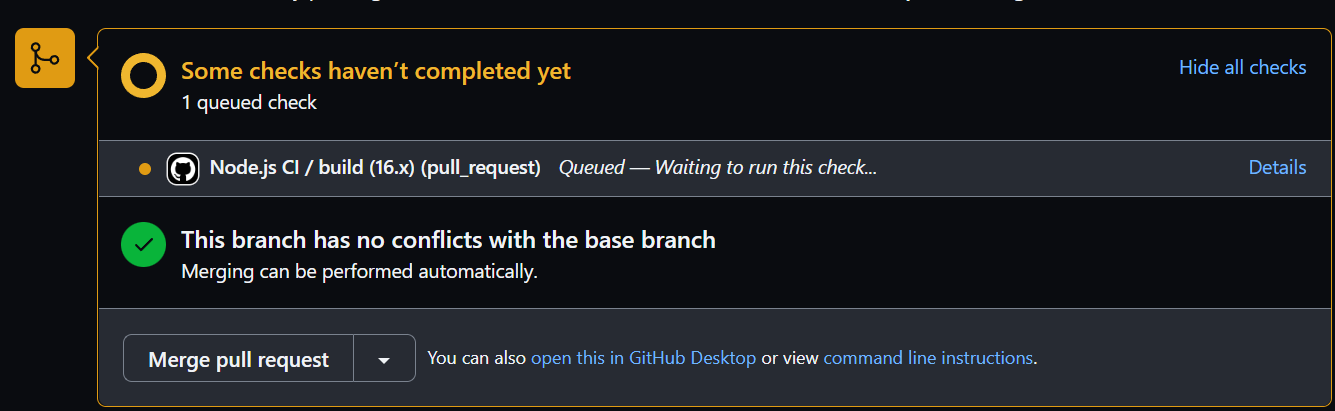 Some checks haven’t completed yet
Hide all checks
1 queued check
Node.js CI / build (16.x) (pull_request) Queued — Waiting to run this check...
Details
This branch has no conflicts with the base branch
Merging can be performed automatically.
Merge pull request
You can also open this in GitHub Desktop or view command line instructions.